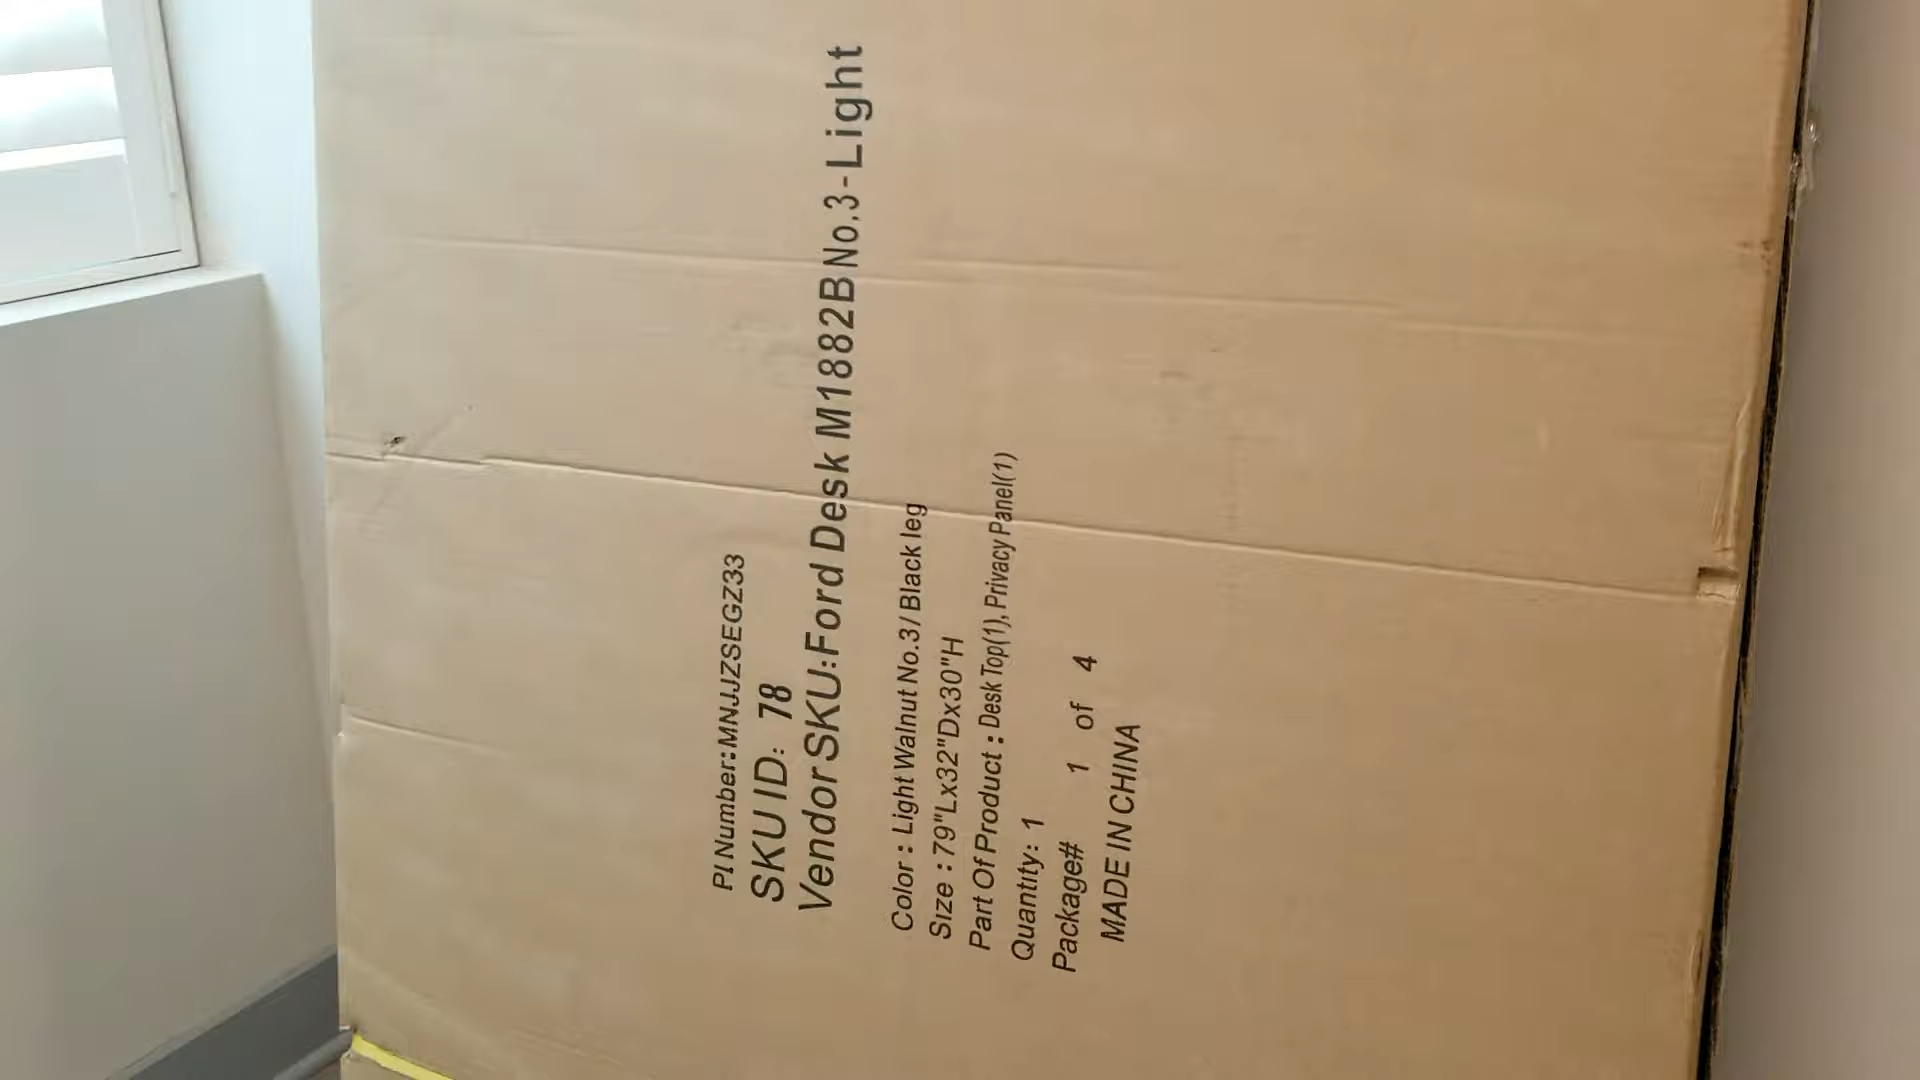 PI Number:MNJJZSEGZ33
SKU ID: 78
Vendor SKU:Ford Desk M1882B No.3-Light
Color : Light Walnut No.3 / Black leg
Size : 79"Lx32"Dx30"H
Part Of Product : Desk Top(1), Privacy Panel(1)
Quantity: 1
Package# 1 of 4
MADE IN CHINA